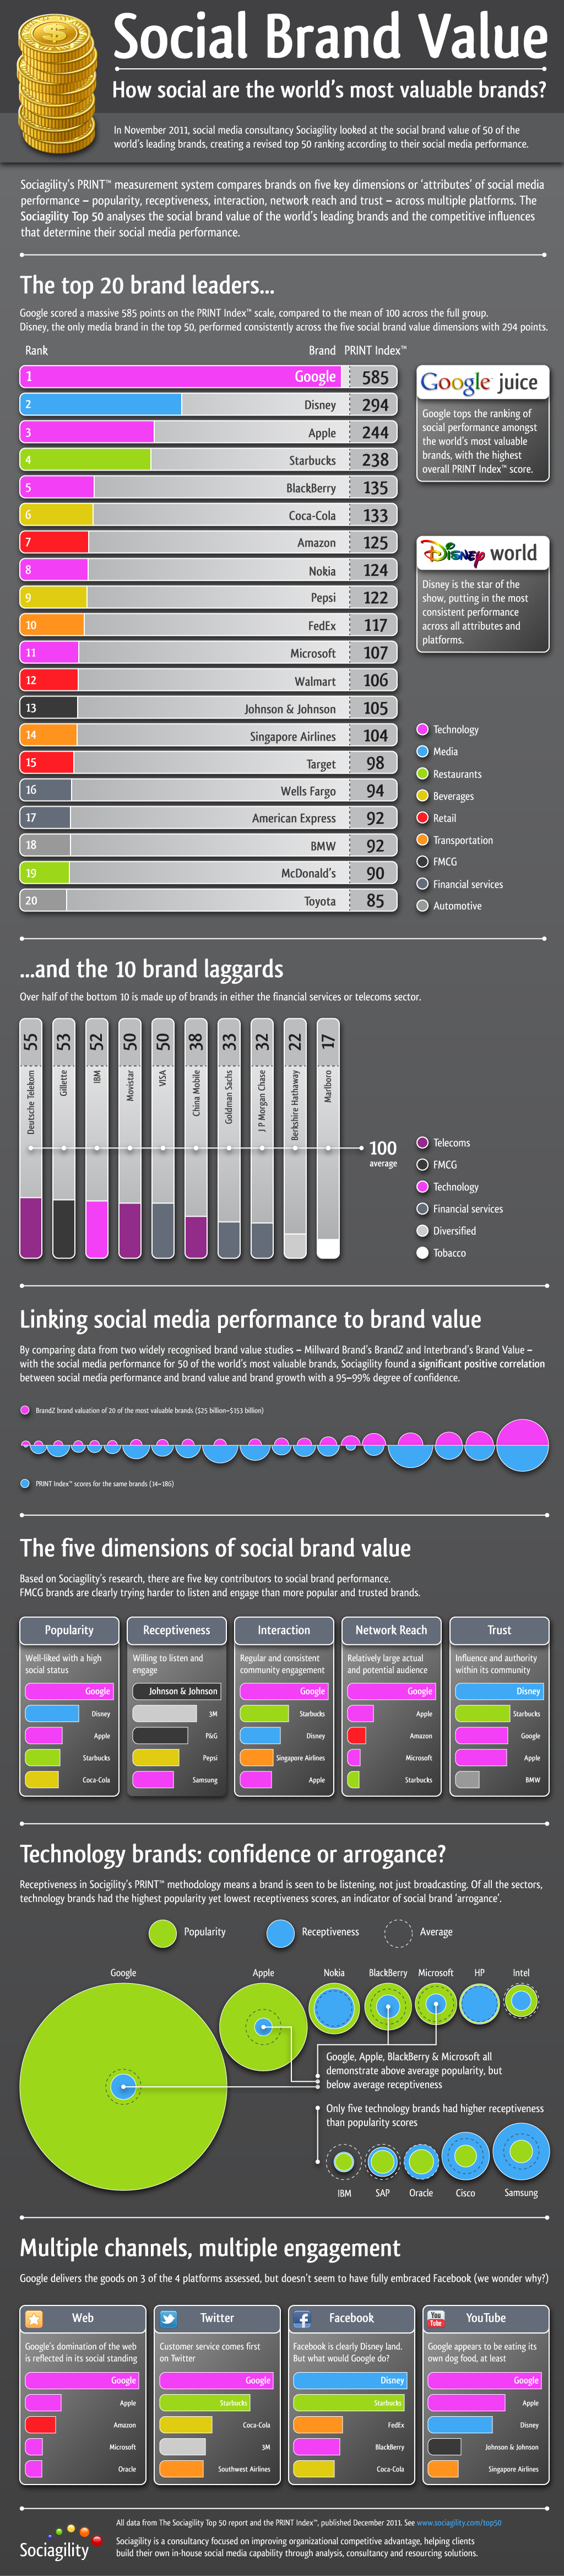 Social Brand Value
How social are the world's most valuable brands?
In November 2011, social media consultancy Sociagility looked at the social brand value of 50 of the
world's leading brands, creating a revised top 50 ranking according to their social media performance.
Sociagility's PRINT™ measurement system compares brands on five key dimensions or 'attributes' of social media
performance – popularity, receptiveness, interaction, network reach and trust – across multiple platforms. The
Sociagility Top 50 analyses the social brand value of the world's leading brands and the competitive influences
that determine their social media performance.
The top 20 brand leaders...
Google scored a massive 585 points on the PRINT Index™ scale, compared to the mean of 100 across the full group.
Disney, the only media brand in the top 50, performed consistently across the five social brand value dimensions with 294 points.
Rank Brand PRINT Index™
1 Google 585
2 Disney 294
3 Apple 244
4 Starbucks 238
5 BlackBerry 135
6 Coca-Cola 133
7 Amazon 125
8 Nokia 124
9 Pepsi 122
10 FedEx 117
11 Microsoft 107
12 Walmart 106
13 Johnson & Johnson 105
14 Singapore Airlines 104
15 Target 98
16 Wells Fargo 94
17 American Express 92
18 BMW 92
19 McDonald's 90
20 Toyota 85
Google juice
Google tops the ranking of
social performance amongst
the world's most valuable
brands, with the highest
overall PRINT Index™ score.
Disney world
Disney is the star of the
show, putting in the most
consistent performance
across all attributes and
platforms.
Technology
Media
Restaurants
Beverages
Retail
Transportation
FMCG
Financial services
Automotive
...and the 10 brand laggards
Over half of the bottom 10 is made up of brands in either the financial services or telecoms sector.
55 Deutsche Telekom
53 Gillette
52 IBM
50 Movistar
50 VISA
38 China Mobile
33 Goldman Sachs
32 J P Morgan Chase
22 Berkshire Hathaway
17 Marlboro
100
average
Telecoms
FMCG
Technology
Financial services
Diversified
Tobacco
Linking social media performance to brand value
By comparing data from two widely recognised brand value studies – Millward Brand's BrandZ and Interbrand's Brand Value –
with the social media performance for 50 of the world's most valuable brands, Sociagility found a significant positive correlation
between social media performance and brand value and brand growth with a 95–99% degree of confidence.
BrandZ brand valuation of 20 of the most valuable brands ($25 billion–$153 billion)
PRINT Index™ scores for the same brands (14–186)
The five dimensions of social brand value
Based on Sociagility's research, there are five key contributors to social brand performance.
FMCG brands are clearly trying harder to listen and engage than more popular and trusted brands.
Popularity
Well-liked with a high
social status
Google
Disney
Apple
Starbucks
Coca-Cola
Receptiveness
Willing to listen and
engage
Johnson & Johnson
3M
P&G
Pepsi
Samsung
Interaction
Regular and consistent
community engagement
Google
Starbucks
Disney
Singapore Airlines
Apple
Network Reach
Relatively large actual
and potential audience
Google
Apple
Amazon
Microsoft
Starbucks
Trust
Influence and authority
within its community
Disney
Starbucks
Google
Apple
BMW
Technology brands: confidence or arrogance?
Receptiveness in Socigility's PRINT™ methodology means a brand is seen to be listening, not just broadcasting. Of all the sectors,
technology brands had the highest popularity yet lowest receptiveness scores, an indicator of social brand 'arrogance'.
Popularity Receptiveness Average
Google Apple Nokia BlackBerry Microsoft HP Intel
Google, Apple, BlackBerry & Microsoft all
demonstrate above average popularity, but
below average receptiveness
Only five technology brands had higher receptiveness
than popularity scores
IBM SAP Oracle Cisco Samsung
Multiple channels, multiple engagement
Google delivers the goods on 3 of the 4 platforms assessed, but doesn't seem to have fully embraced Facebook (we wonder why?)
Web
Google's domination of the web
is reflected in its social standing
Google
Apple
Amazon
Microsoft
Oracle
Twitter
Customer service comes first
on Twitter
Google
Starbucks
Coca-Cola
3M
Southwest Airlines
Facebook
Facebook is clearly Disney land.
But what would Google do?
Disney
Starbucks
FedEx
BlackBerry
Coca-Cola
You
Tube
YouTube
Google appears to be eating its
own dog food, at least
Google
Apple
Disney
Johnson & Johnson
Singapore Airlines
Sociagility
All data from The Sociagility Top 50 report and the PRINT Index™, published December 2011. See www.sociagility.com/top50
Sociagility is a consultancy focused on improving organizational competitive advantage, helping clients
build their own in-house social media capability through analysis, consultancy and resourcing solutions.